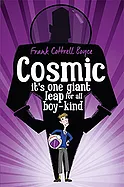 Frank Cottrell Boyce
Cosmic
it's one giant
leap for all
boy-kind